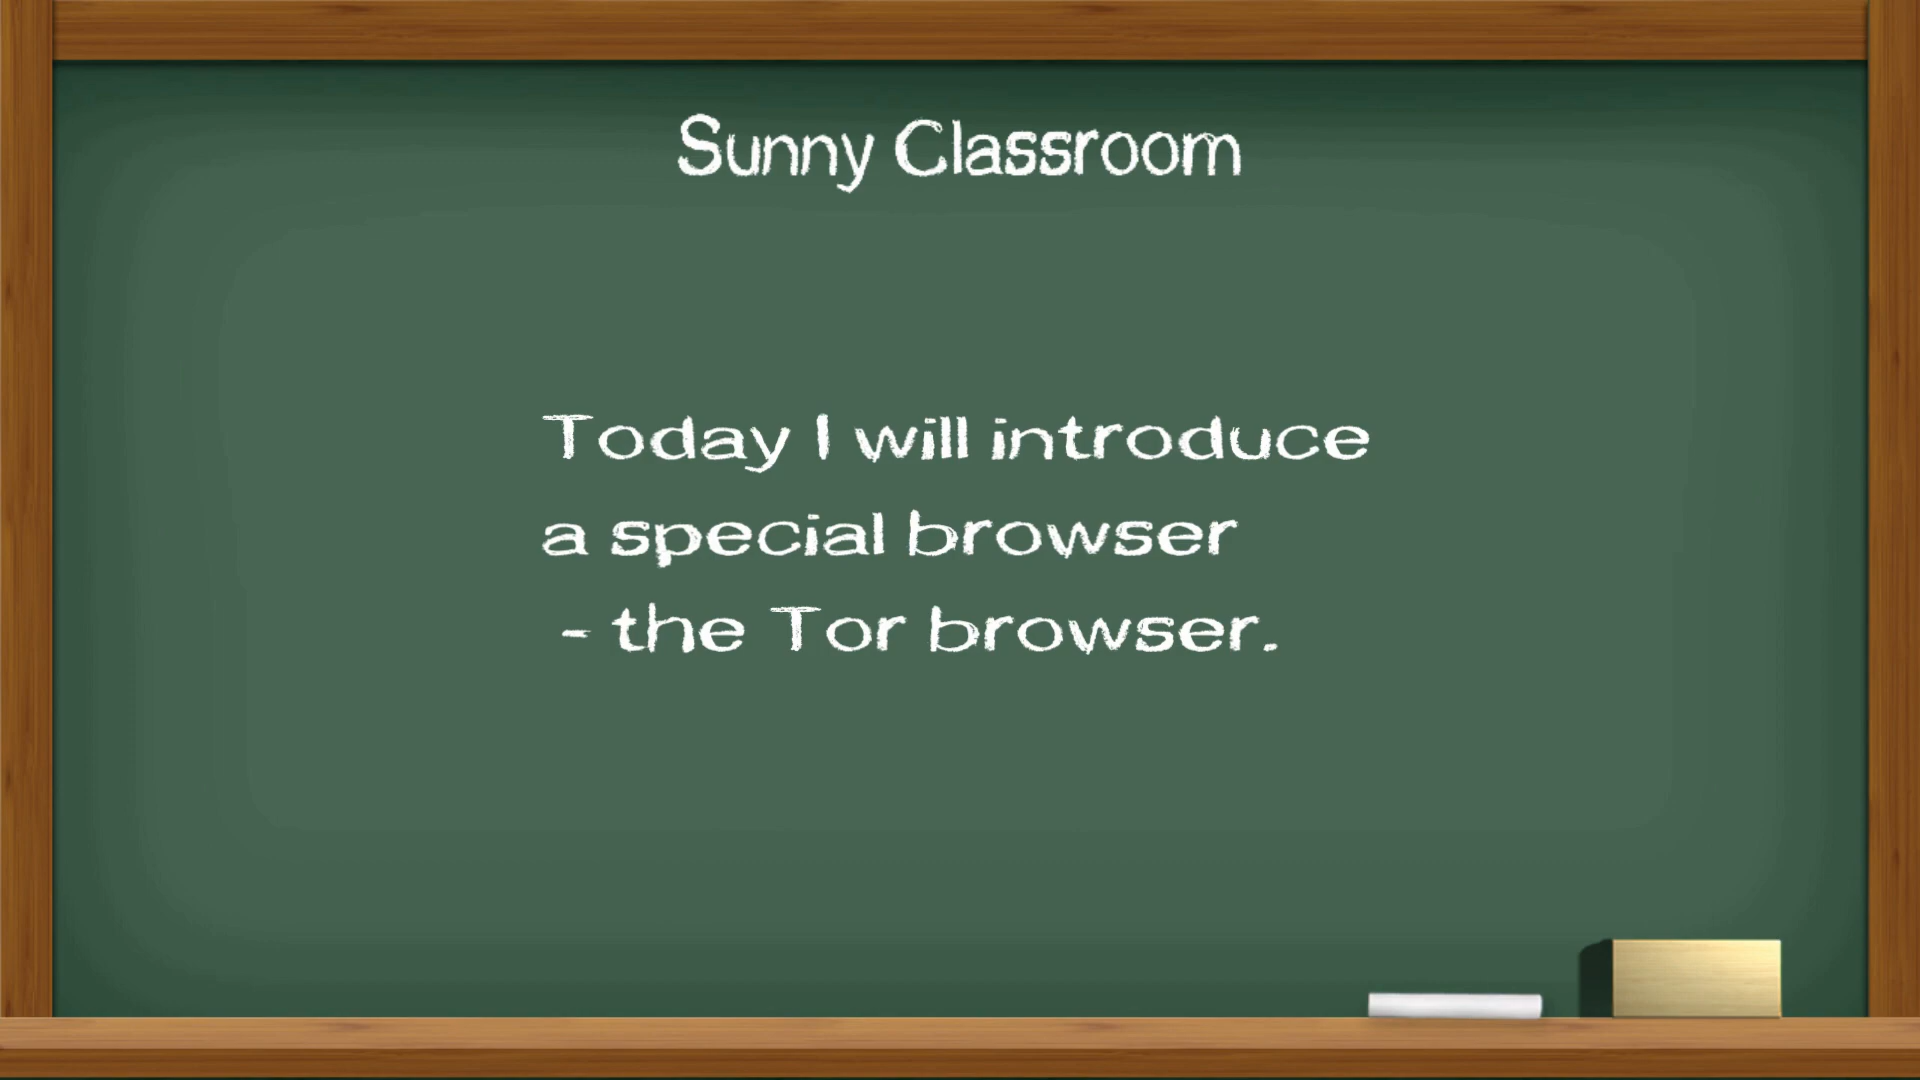 Sunny Classroom
Today I will introduce
a special browser
- the Tor browser.